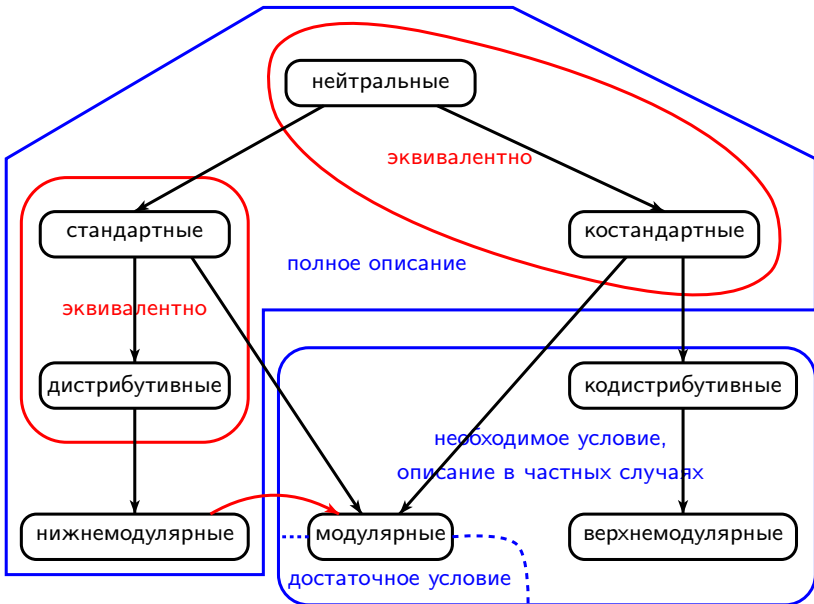 нейтральные
эквивалентно
стандартные
костандартные
полное описание
эквивалентно
дистрибутивные
кодистрибутивные
необходимое условие,
описание в частных случаях
нижнемодулярные
модулярные
верхнемодулярные
достаточное условие